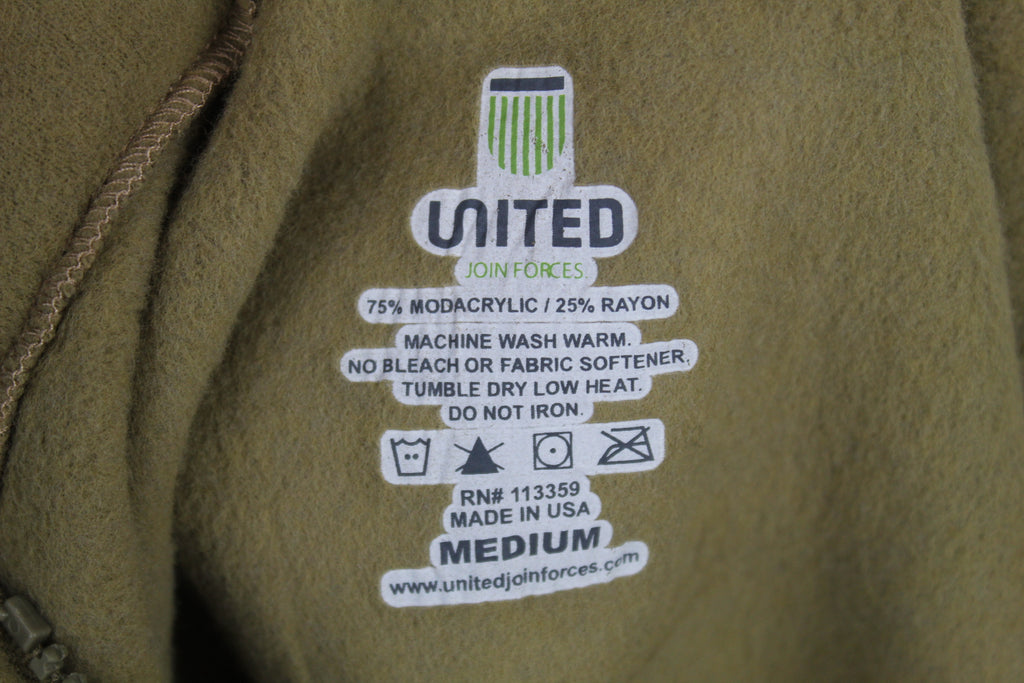 UNITED
JOIN FORCES.
75% MODACRYLIC / 25% RAYON
MACHINE WASH WARM.
NO BLEACH OR FABRIC SOFTENER.
TUMBLE DRY LOW HEAT.
DO NOT IRON.
RN# 113359
MADE IN USA
MEDIUM
www.unitedjoinforces.com